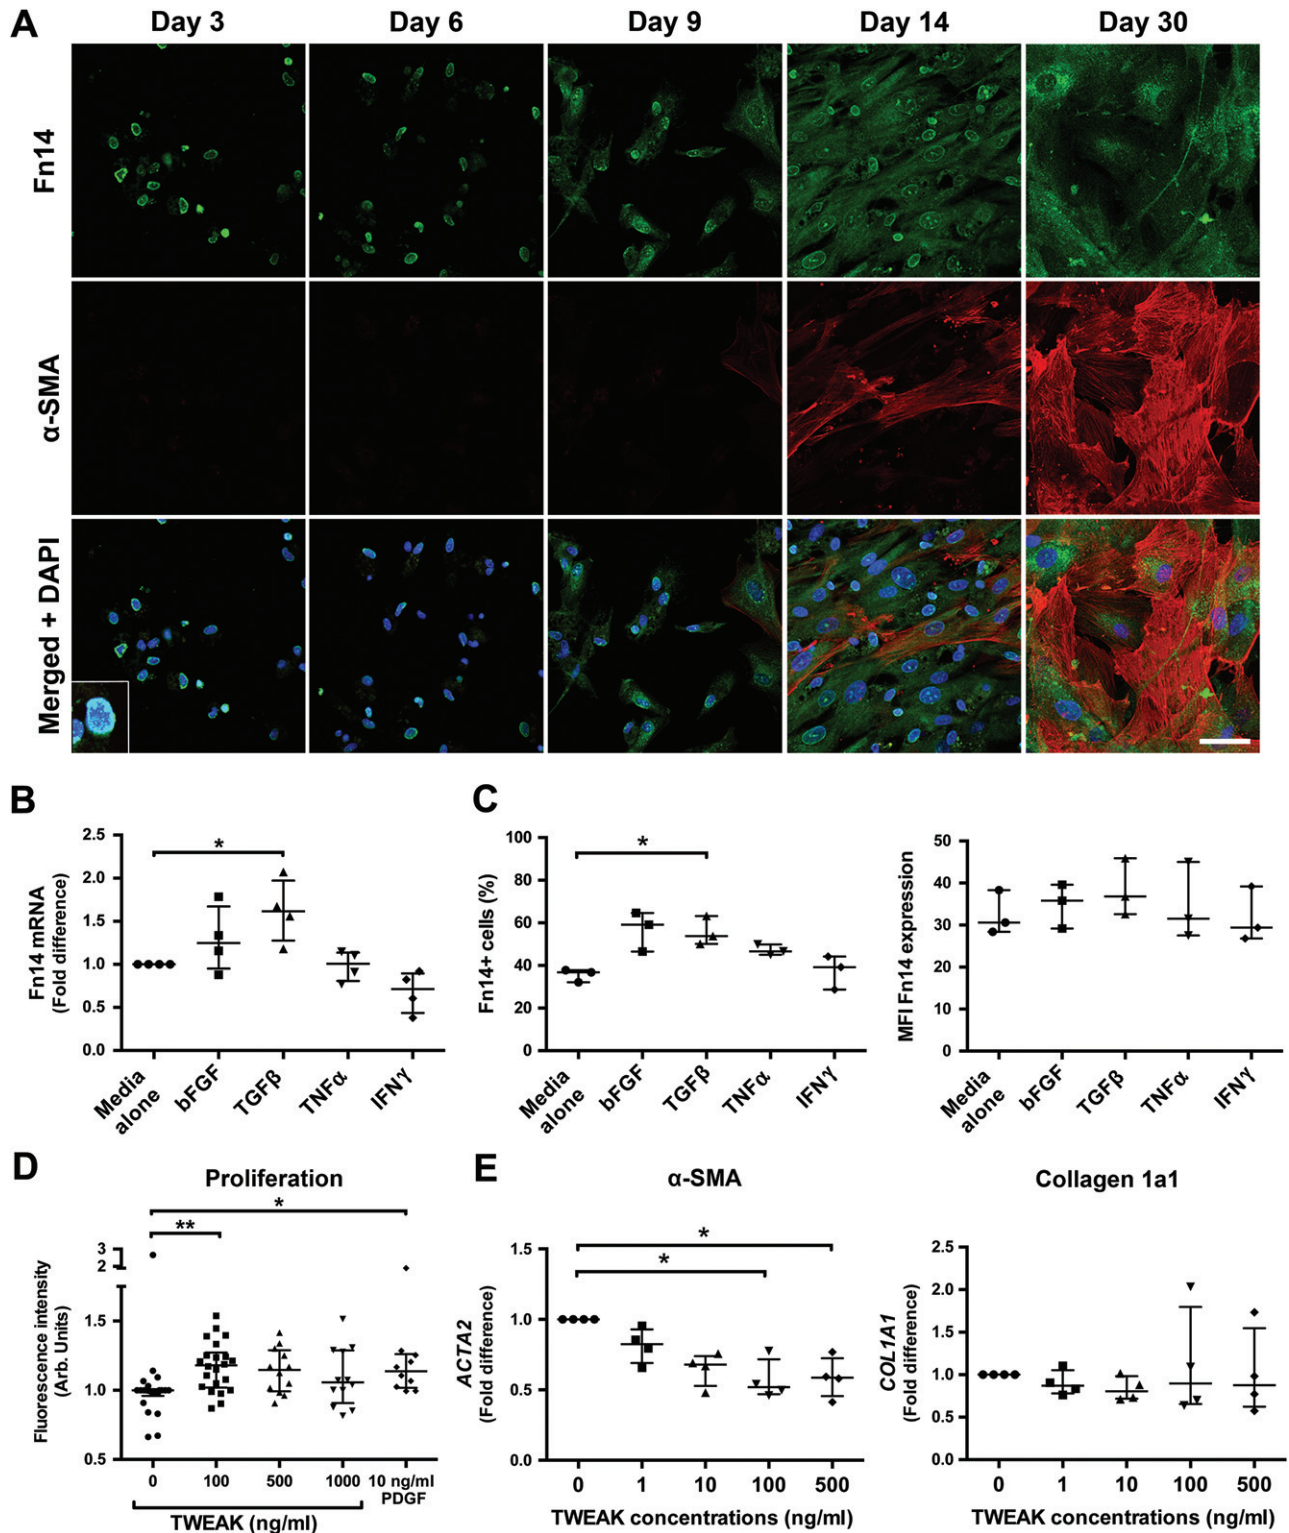 A
Day 3 Day 6 Day 9 Day 14 Day 30
Fn14
α-SMA
Merged + DAPI
B
Fn14 mRNA
(Fold difference)
2.5
2.0
1.5
1.0
0.5
0.0
*
Media alone bFGF TGFβ TNFα IFNγ
C
Fn14+ cells (%)
100
80
60
40
20
0
*
Media alone bFGF TGFβ TNFα IFNγ
MFI Fn14 expression
50
40
30
20
10
0
Media alone bFGF TGFβ TNFα IFNγ
D
Proliferation
*
**
Fluorescence intensity
(Arb. Units)
3
2
1.5
1.0
0.5
0 100 500 1000 10 ng/ml
PDGF
TWEAK (ng/ml)
E
α-SMA
*
*
ACTA2
(Fold difference)
1.5
1.0
0.5
0.0
0 1 10 100 500
TWEAK concentrations (ng/ml)
Collagen 1a1
COL1A1
(Fold difference)
2.5
2.0
1.5
1.0
0.5
0.0
0 1 10 100 500
TWEAK concentrations (ng/ml)